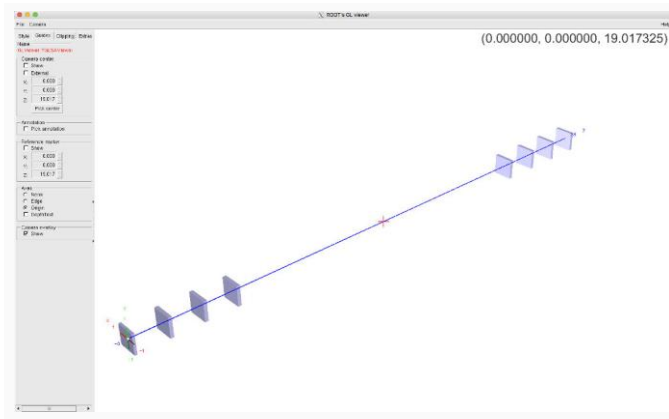 ROOT's GL viewer
File Camera
Help
Style Guides Clipping Extras
Name
Camera center
Show
External
X: 0.000
Y: 0.000
Z: 19.017
Pick center
Annotation
Pick annotation
Reference marker
Show
X: 0.000
Y: 0.000
Z: 19.017
Axes
None
Edge
Origin
DepthTest
Camera overlay
Show
(0.000000, 0.000000, 19.017325)